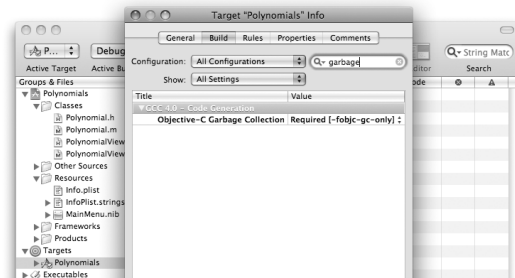 Target "Polynomials" Info
General Build Rules Properties Comments
P... Debug
Configuration: All Configurations garbage
String Matc
Active Target Active Bu
ditor Search
Show: All Settings
Groups & Files
ode
Title Value
Polynomials
GCC 4.0 – Code Generation
Classes
Objective-C Garbage Collection Required [-fobjc-gc-only]
Polynomial.h
Polynomial.m
PolynomialView
PolynomialView
Other Sources
Resources
Info.plist
InfoPlist.strings
MainMenu.nib
Frameworks
Products
Targets
Polynomials
Executables